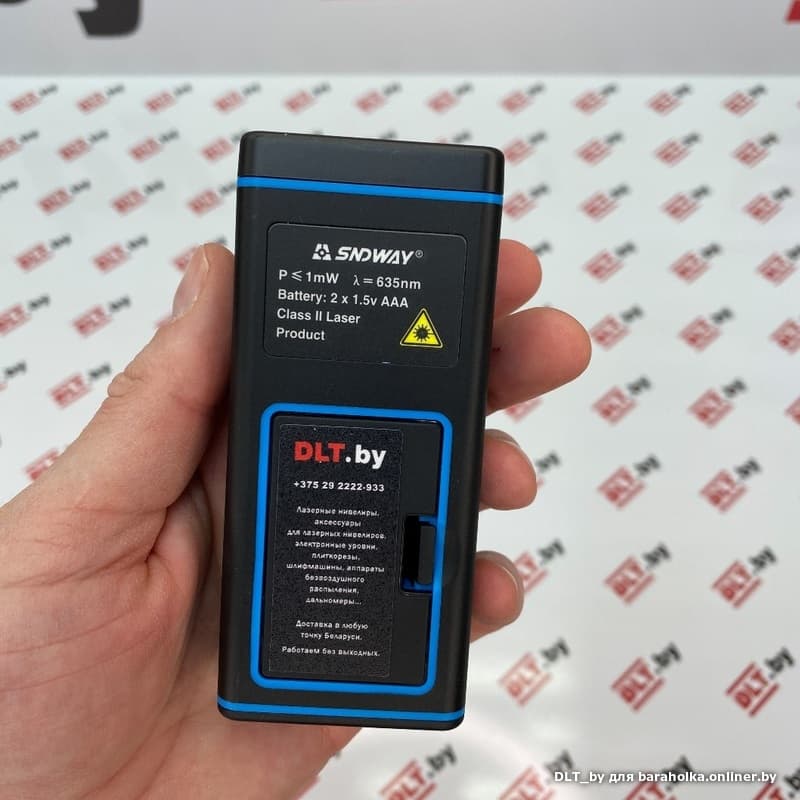 SNDWAY®
P ≤ 1mW λ = 635nm
Battery: 2 x 1.5v AAA
Class II Laser
Product
DLT.by
+375 29 2222-933
Лазерные нивелиры,
аксессуары
для лазерных нивелиров,
электронные уровни,
плиткорезы,
шлифмашины, аппараты
безвоздушного
распыления,
дальномеры...
Доставка в любую
точку Беларуси.
Работаем без выходных.
DLT_by для baraholka.onliner.by